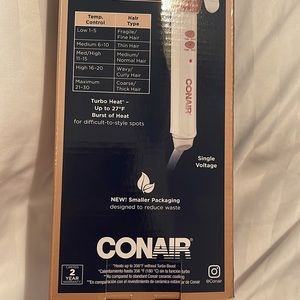 Temp. Control
Hair Type
Low 1-5
Fragile/
Fine Hair
Medium 6-10
Thin Hair
Med/High
11-15
Medium/
Normal Hair
High 16-20
Wavy/
Curly Hair
Maximum
21-30
Coarse/
Thick Hair
Turbo Heat® –
Up to 27°F
Burst of Heat
for difficult-to-style spots
CONAIR
Single
Voltage
NEW! Smaller Packaging
designed to reduce waste
2
YEAR
CONAIR
@Conair